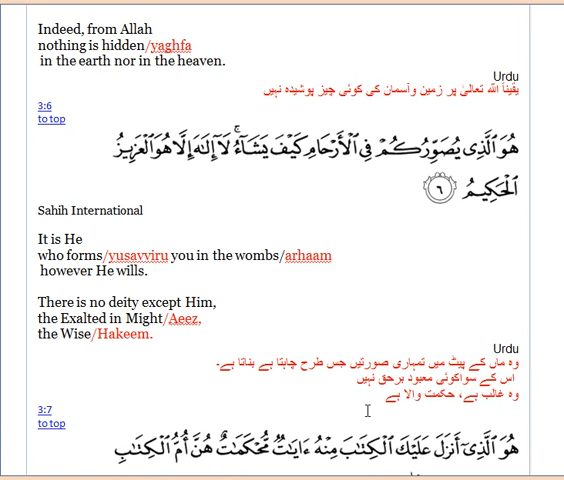 Indeed, from Allah
nothing is hidden/yaghfa
in the earth nor in the heaven.
Urdu
یقیناً اللہ تعالیٰ پر زمین وآسمان کی کوئی چیز پوشیدہ نہیں
3:6
to top
هُوَ ٱلَّذِى يُصَوِّرُكُمْ فِى ٱلْأَرْحَامِ كَيْفَ يَشَآءُ ۚ لَآ إِلَـٰهَ إِلَّا هُوَ ٱلْعَزِيزُ
ٱلْحَكِيمُ ٦
Sahih International
It is He
who forms/yusavviru you in the wombs/arhaam
however He wills.
There is no deity except Him,
the Exalted in Might/Aeez,
the Wise/Hakeem.
Urdu
وہ ماں کے پیٹ میں تمہاری صورتیں جس طرح چاہتا ہے بناتا ہے۔
اس کے سواکوئی معبود برحق نہیں
وہ غالب ہے، حکمت والا ہے
3:7
to top
هُوَ ٱلَّذِىٓ أَنزَلَ عَلَيْكَ ٱلْكِتَـٰبَ مِنْهُ ءَايَـٰتٌ مُّحْكَمَـٰتٌ هُنَّ أُمُّ ٱلْكِتَـٰبِ